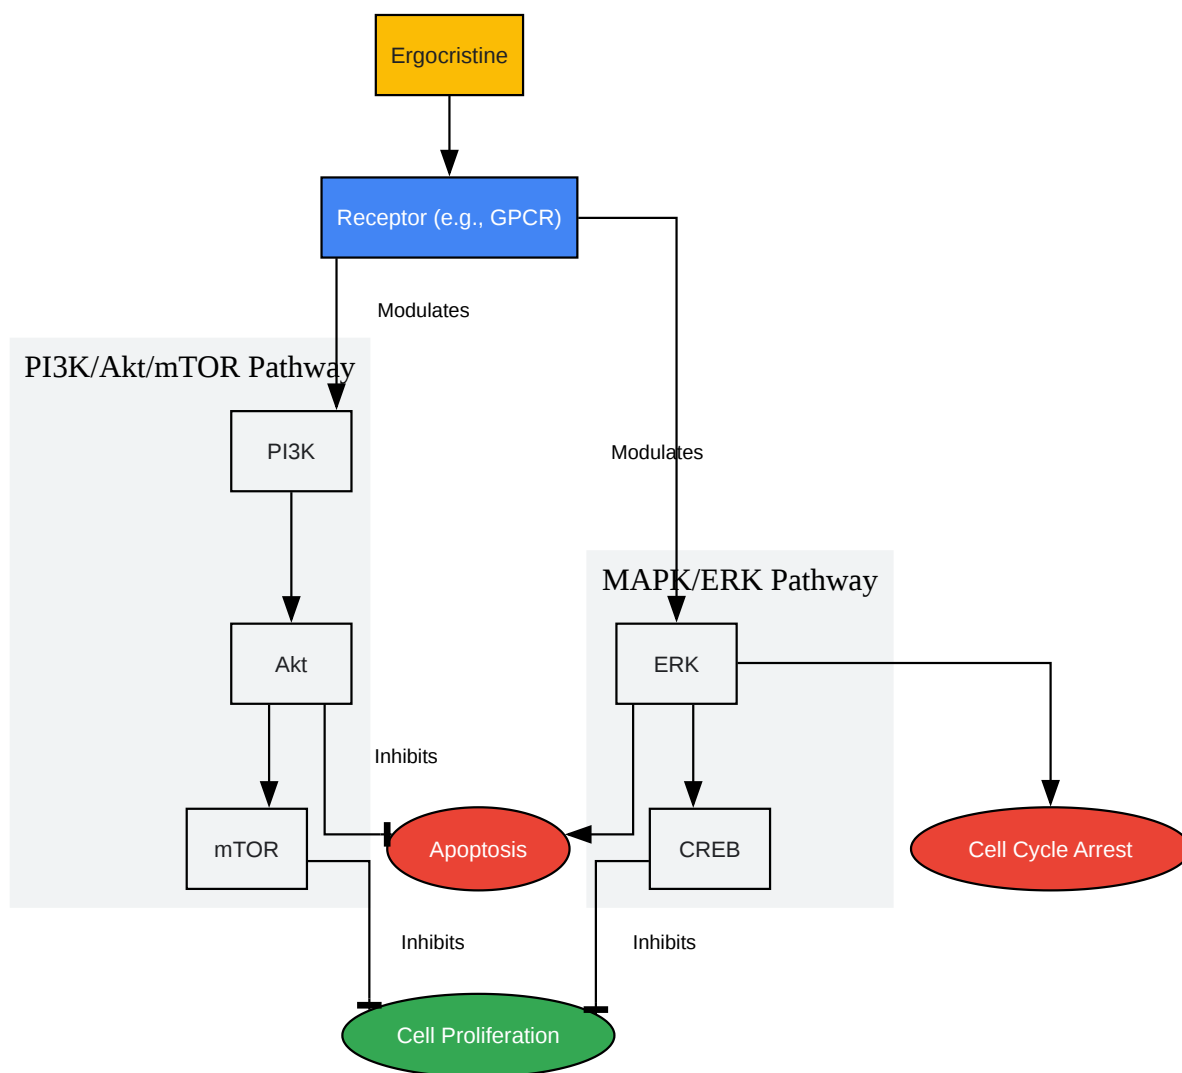 Ergocristine
Receptor (e.g., GPCR)
Modulates
PI3K/Akt/mTOR Pathway
PI3K
Modulates
MAPK/ERK Pathway
Akt
ERK
Inhibits
mTOR
Apoptosis
CREB
Cell Cycle Arrest
Inhibits
Inhibits
Cell Proliferation